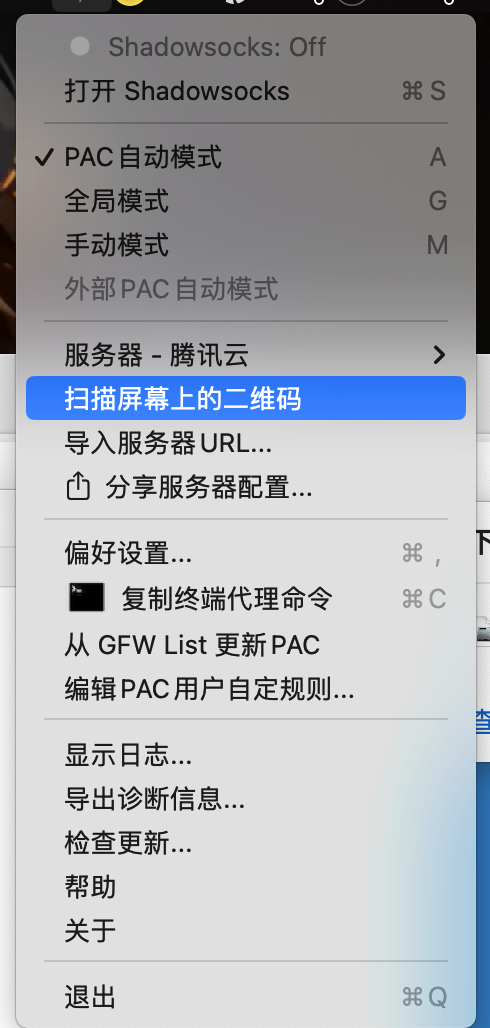 Shadowsocks: Off
打开 Shadowsocks ⌘ S
✓ PAC自动模式 A
全局模式 G
手动模式 M
外部PAC自动模式
服务器 - 腾讯云
扫描屏幕上的二维码
导入服务器URL...
分享服务器配置...
偏好设置... ⌘ ,
复制终端代理命令 ⌘ C
从 GFW List 更新PAC
编辑PAC用户自定规则...
显示日志...
导出诊断信息...
检查更新...
帮助
关于
退出 ⌘ Q